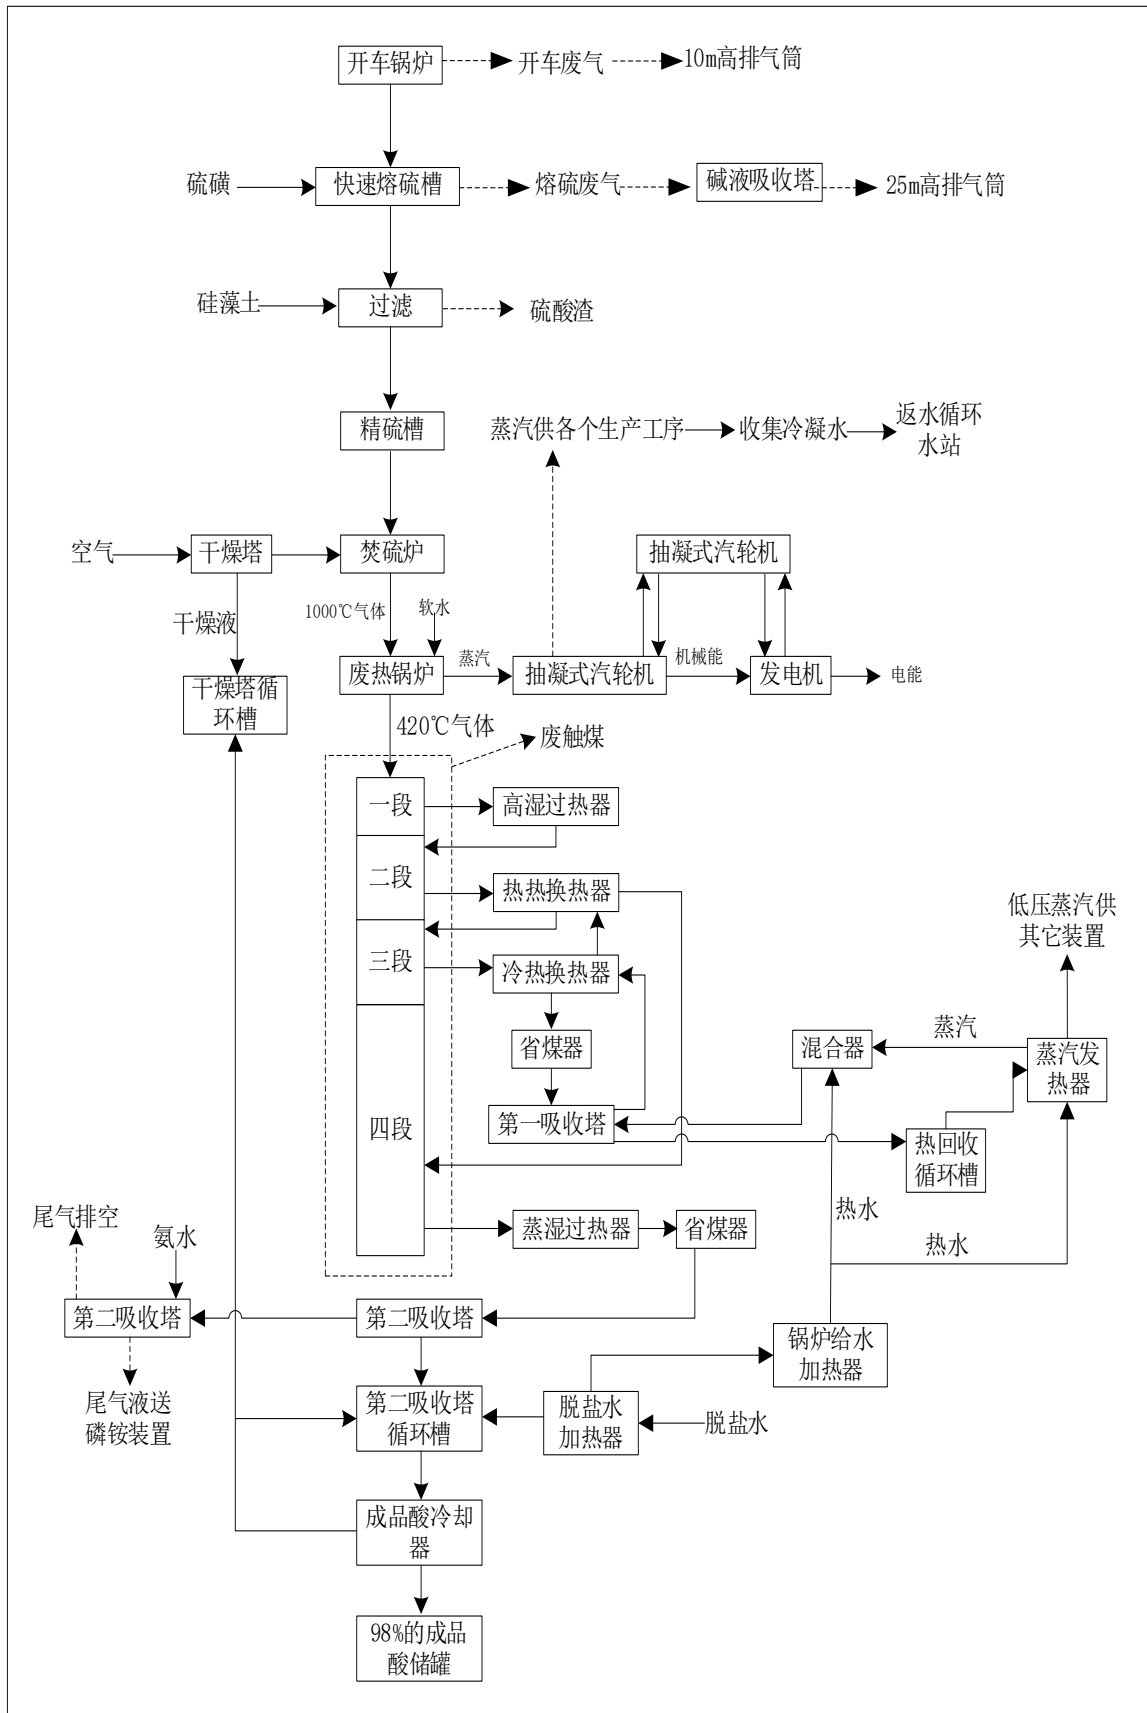 开车锅炉
开车废气
10m高排气筒
硫磺
快速熔硫槽
熔硫废气
碱液吸收塔
25m高排气筒
硅藻土
过滤
硫酸渣
精硫槽
蒸汽供各个生产工序
收集冷凝水
返水循环
水站
空气
干燥塔
焚硫炉
抽凝式汽轮机
干燥液
1000℃气体
软水
废热锅炉
蒸汽
抽凝式汽轮机
机械能
发电机
电能
干燥塔循
环槽
420℃气体
废触煤
一段
高湿过热器
二段
热热换热器
三段
冷热换热器
低压蒸汽供
其它装置
省煤器
混合器
蒸汽
蒸汽发
热器
四段
第一吸收塔
热回收
循环槽
热水
热水
尾气排空
氨水
蒸湿过热器
省煤器
第二吸收塔
第二吸收塔
锅炉给水
加热器
尾气液送
磷铵装置
第二吸收塔
循环槽
脱盐水
加热器
脱盐水
成品酸冷却
器
98%的成品
酸储罐